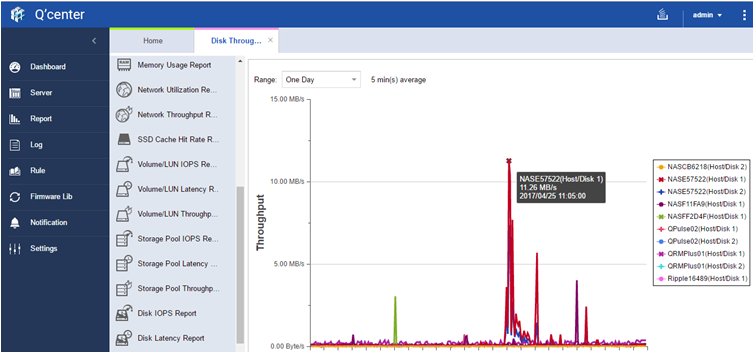 Q'center
admin
Home
Disk Throug...
Dashboard
Server
Report
Log
Rule
Firmware Lib
Notification
Settings
Memory Usage Report
Network Utilization Re...
Network Throughput R...
SSD Cache Hit Rate R...
Volume/LUN IOPS Re...
Volume/LUN Latency R...
Volume/LUN Throughp...
Storage Pool IOPS Re...
Storage Pool Latency ...
Storage Pool Throughp...
Disk IOPS Report
Disk Latency Report
Range: One Day 5 min(s) average
15.00 MB/s
10.00 MB/s
5.00 MB/s
0.00 Byte/s
Throughput
NASE57522(Host/Disk 1)
11.26 MB/s
2017/04/25 11:05:00
NASCB6218(Host/Disk 2)
NASE57522(Host/Disk 1)
NASE57522(Host/Disk 2)
NASF11FA9(Host/Disk 1)
NASFF2D4F(Host/Disk 1)
QPulse02(Host/Disk 1)
QPulse02(Host/Disk 2)
QRMPlus01(Host/Disk 1)
QRMPlus01(Host/Disk 2)
Ripple16489(Host/Disk 1)